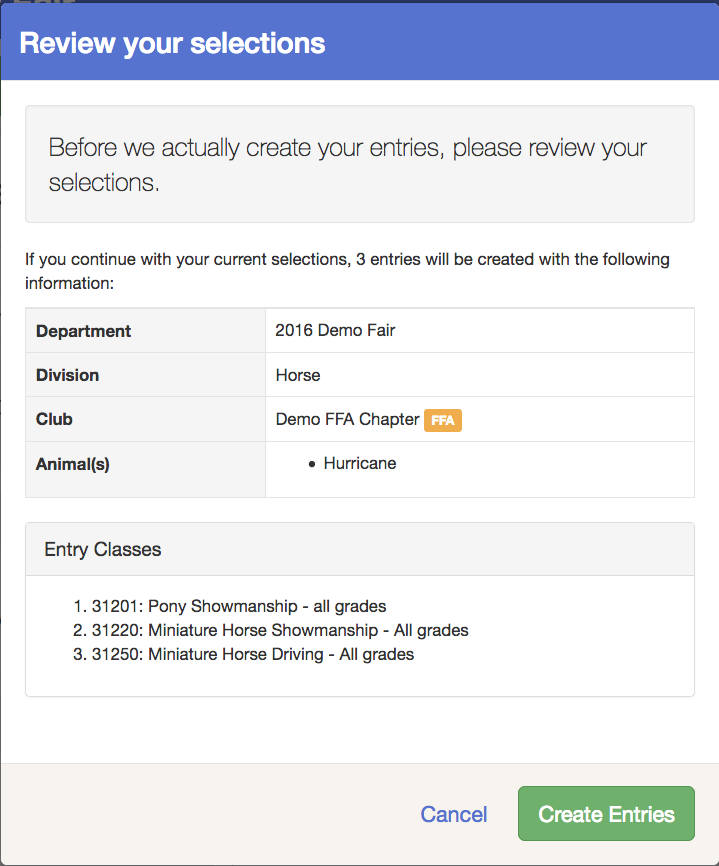 Review your selections
Before we actually create your entries, please review your
selections.
If you continue with your current selections, 3 entries will be created with the following
information:
Department 2016 Demo Fair
Division Horse
Club Demo FFA Chapter FFA
Animal(s) • Hurricane
Entry Classes
1. 31201: Pony Showmanship - all grades
2. 31220: Miniature Horse Showmanship - All grades
3. 31250: Miniature Horse Driving - All grades
Cancel Create Entries